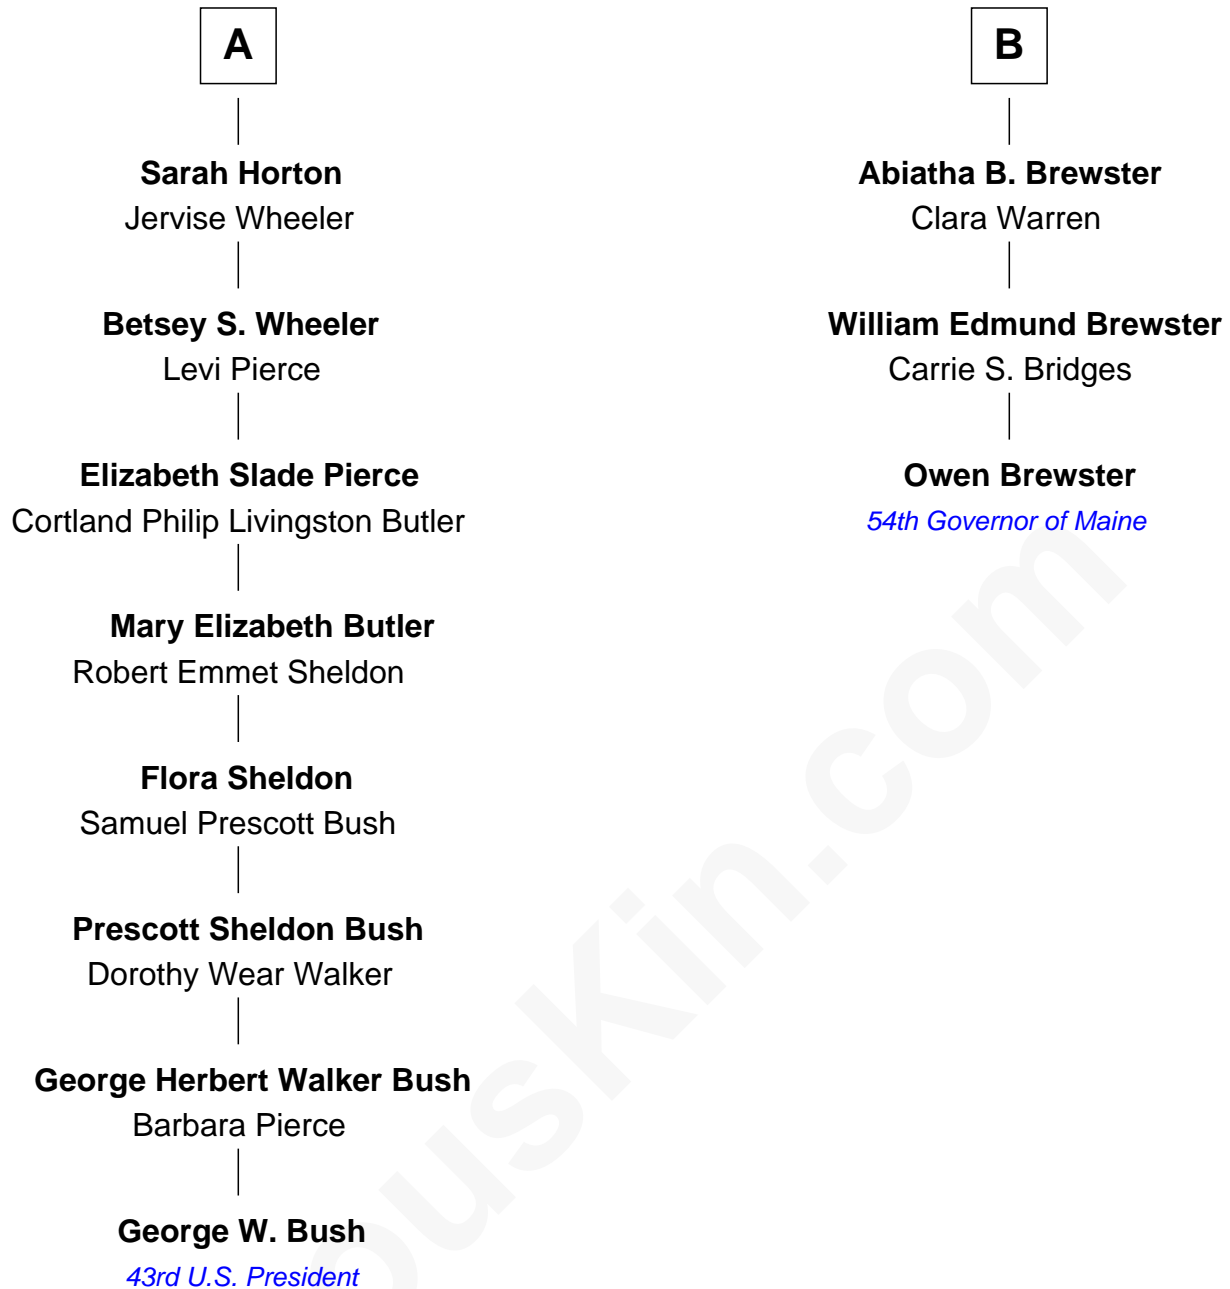 A
Sarah Horton
Jervise Wheeler
Betsey S. Wheeler
Levi Pierce
Elizabeth Slade Pierce
Cortland Philip Livingston Butler
Mary Elizabeth Butler
Robert Emmet Sheldon
Flora Sheldon
Samuel Prescott Bush
Prescott Sheldon Bush
Dorothy Wear Walker
George Herbert Walker Bush
Barbara Pierce
George W. Bush
43rd U.S. President
B
Abiatha B. Brewster
Clara Warren
William Edmund Brewster
Carrie S. Bridges
Owen Brewster
54th Governor of Maine
ousKin.com